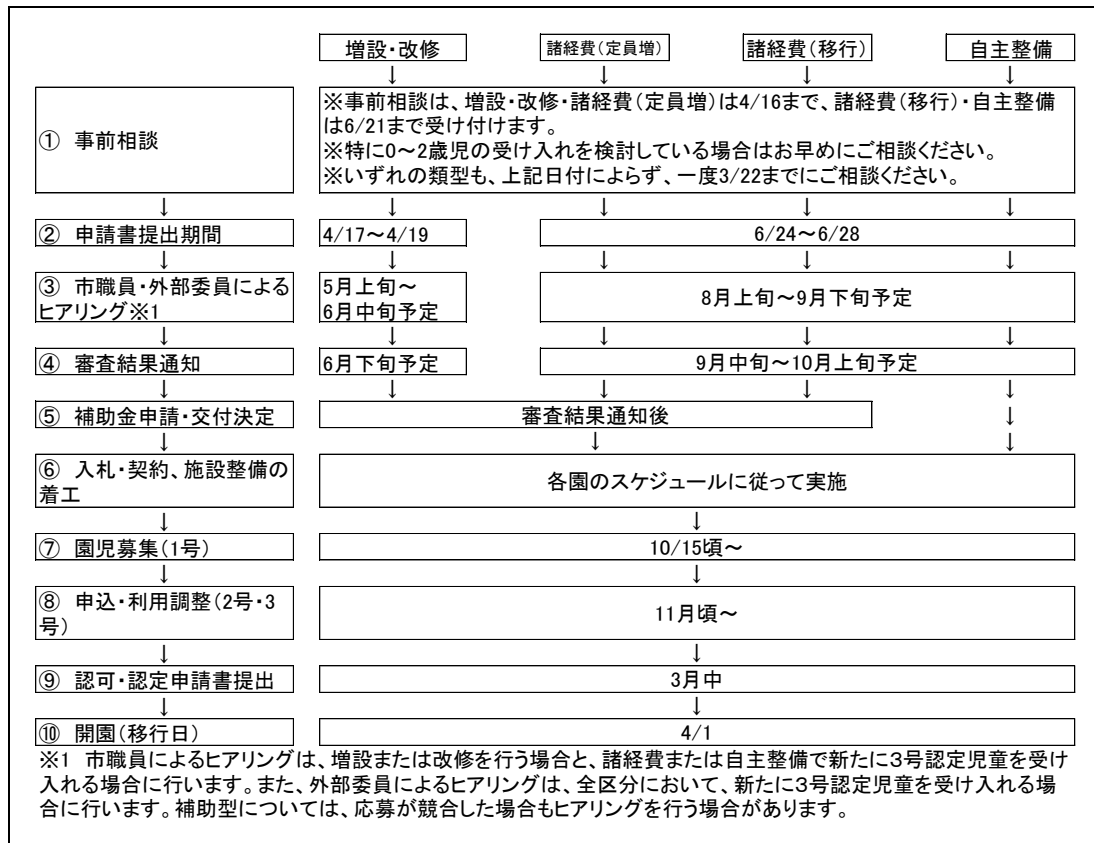 増設・改修 諸経費(定員増) 諸経費(移行) 自主整備
↓ ↓ ↓ ↓
① 事前相談
※事前相談は、増設・改修・諸経費(定員増)は4/16まで、諸経費(移行)・自主整備
は6/21まで受け付けます。
※特に0～2歳児の受け入れを検討している場合はお早めにご相談ください。
※いずれの類型も、上記日付によらず、一度3/22までにご相談ください。
↓ ↓ ↓ ↓ ↓
② 申請書提出期間 4/17～4/19 6/24～6/28
↓ ↓ ↓ ↓ ↓
③ 市職員・外部委員による
ヒアリング※1
5月上旬～
6月中旬予定
8月上旬～9月下旬予定
↓ ↓ ↓ ↓ ↓
④ 審査結果通知 6月下旬予定 9月中旬～10月上旬予定
↓ ↓ ↓ ↓ ↓
⑤ 補助金申請・交付決定 審査結果通知後 ↓
↓ ↓ ↓
⑥ 入札・契約、施設整備の
着工
各園のスケジュールに従って実施
↓ ↓
⑦ 園児募集(1号) 10/15頃～
↓ ↓
⑧ 申込・利用調整(2号・3
号)
11月頃～
↓ ↓
⑨ 認可・認定申請書提出 3月中
↓ ↓
⑩ 開園(移行日) 4/1
※1 市職員によるヒアリングは、増設または改修を行う場合と、諸経費または自主整備で新たに３号認定児童を受け
入れる場合に行います。また、外部委員によるヒアリングは、全区分において、新たに３号認定児童を受け入れる場
合に行います。補助型については、応募が競合した場合もヒアリングを行う場合があります。